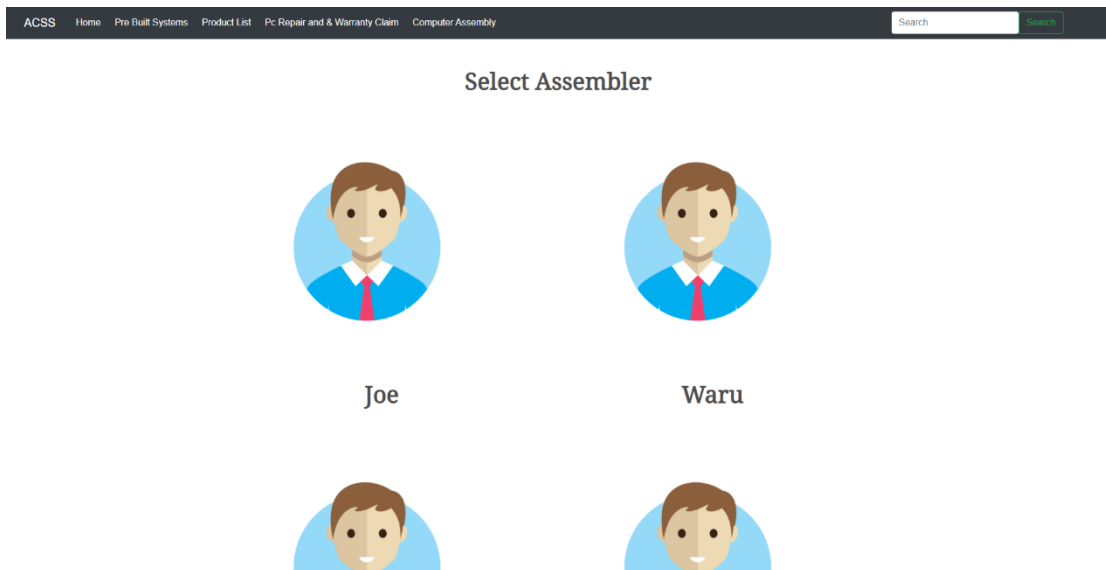 ACSS Home Pre Built Systems Product List Pc Repair and & Warranty Claim Computer Assembly Search Search
Select Assembler
Joe Waru